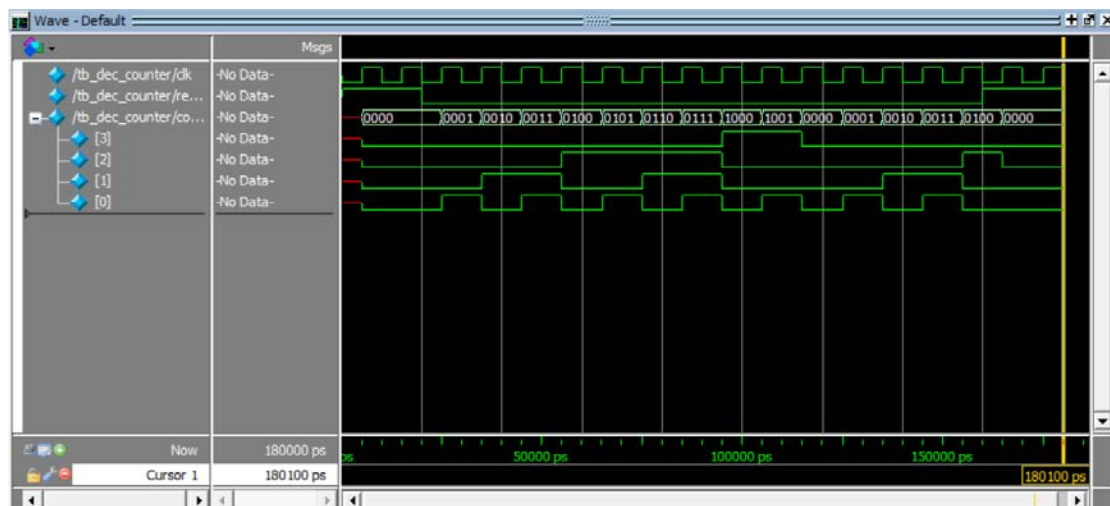 Wave - Default
Msgs
/tb_dec_counter/clk -No Data-
/tb_dec_counter/re... -No Data-
/tb_dec_counter/co... -No Data- 0000 0001 0010 0011 0100 0101 0110 0111 1000 1001 0000 0001 0010 0011 0100 0000
[3] -No Data-
[2] -No Data-
[1] -No Data-
[0] -No Data-
Now 180000 ps ps 50000 ps 100000 ps 150000 ps
Cursor 1 180100 ps 180100 ps